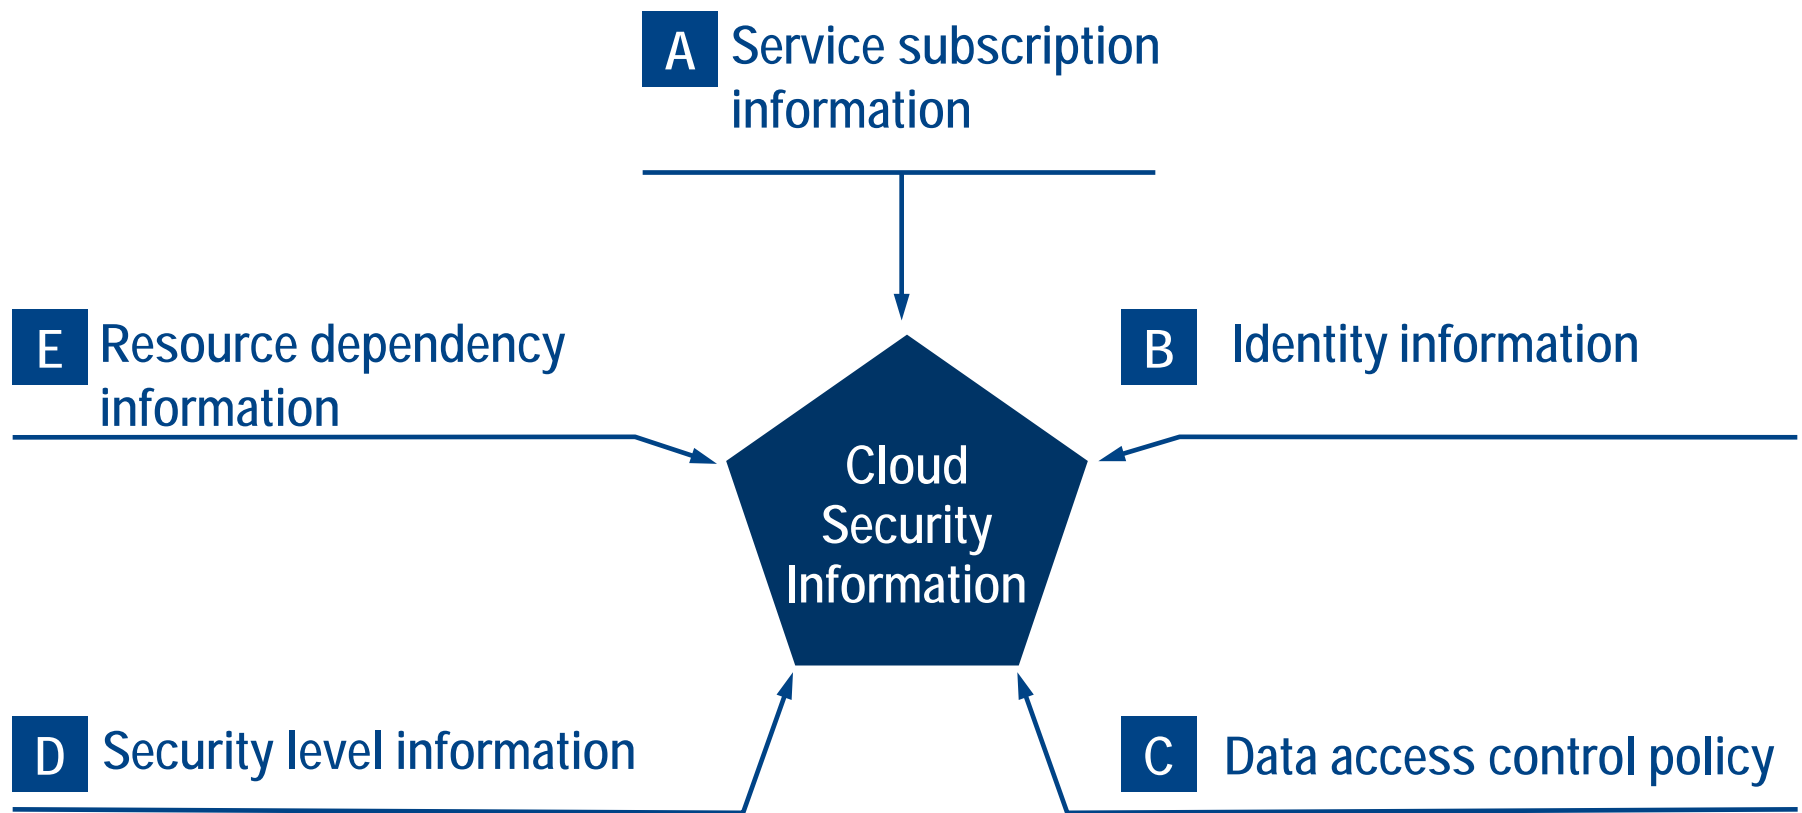 A
Service subscription
information
E
Resource dependency
information
B
Identity information
Cloud
Security
Information
D
Security level information
C
Data access control policy